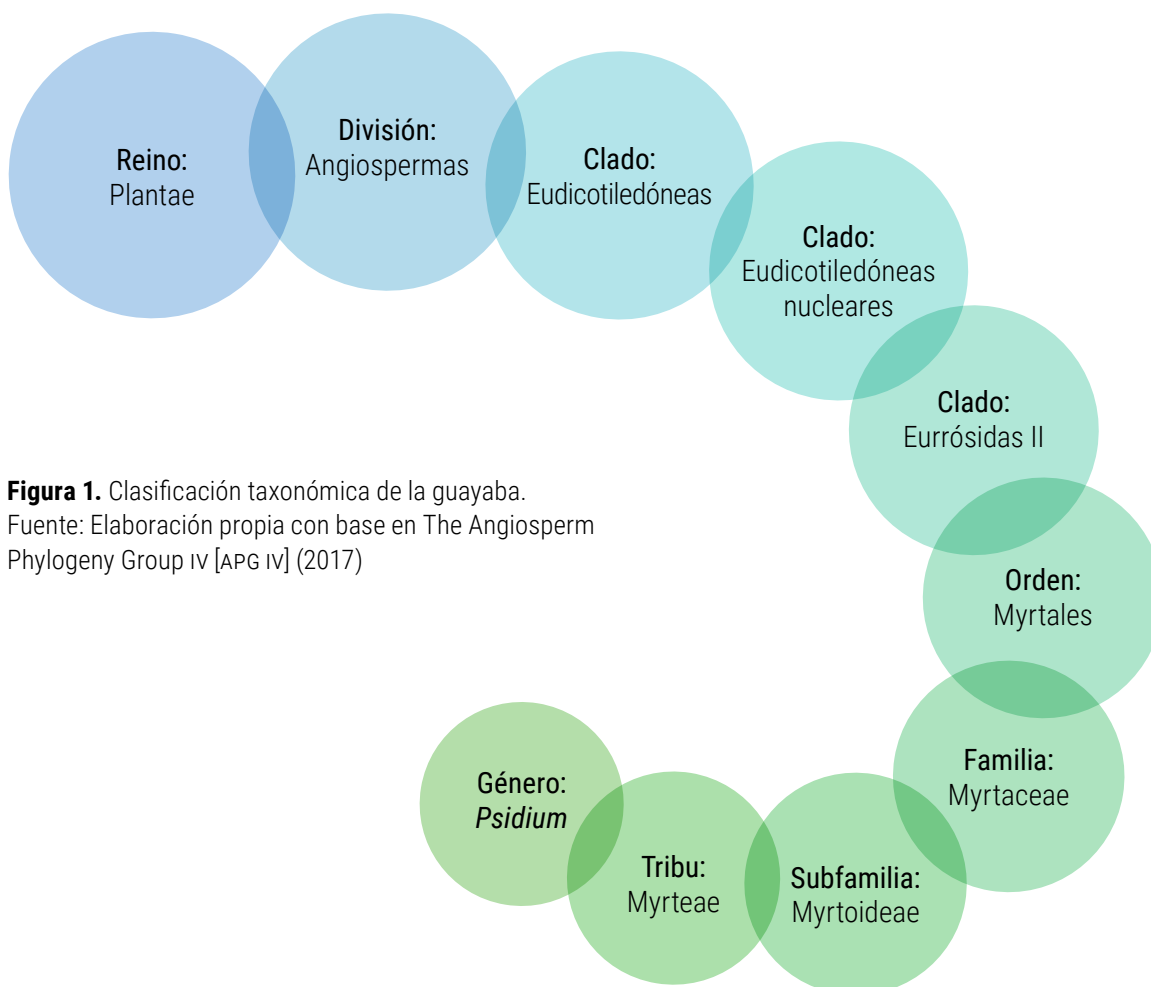 Reino:
Plantae
División:
Angiospermas
Clado:
Eudicotiledóneas
Clado:
Eudicotiledóneas
nucleares
Clado:
Eurrósidas II
Orden:
Myrtales
Familia:
Myrtaceae
Subfamilia:
Myrtoideae
Tribu:
Myrteae
Género:
Psidium
Figura 1. Clasificación taxonómica de la guayaba.
Fuente: Elaboración propia con base en The Angiosperm
Phylogeny Group IV [APG IV] (2017)